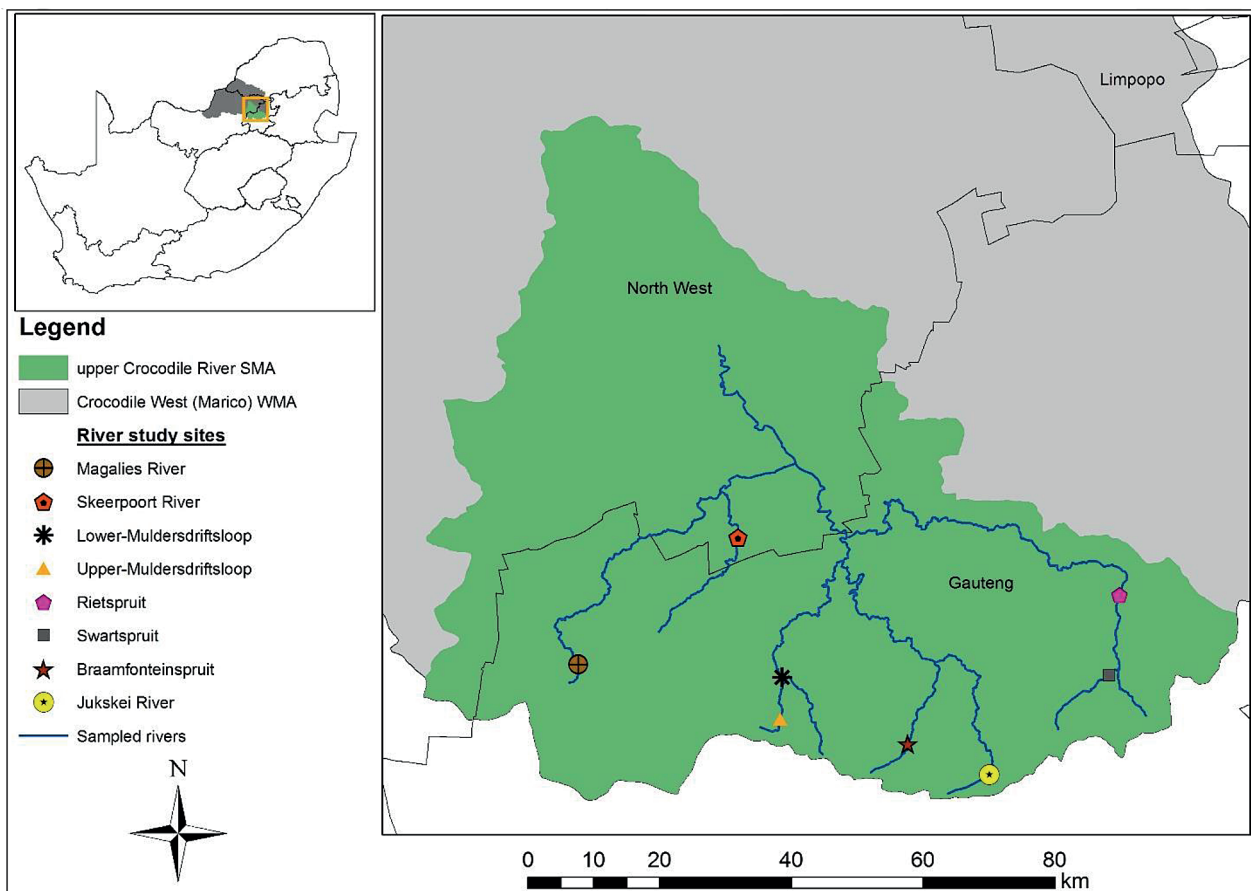 Limpopo
North West
Gauteng
Legend
upper Crocodile River SMA
Crocodile West (Marico) WMA
River study sites
Magalies River
Skeerpoort River
Lower-Muldersdriftsloop
Upper-Muldersdriftsloop
Rietspruit
Swartspruit
Braamfonteinspruit
Jukskei River
Sampled rivers
N
0 10 20 40 60 80
km